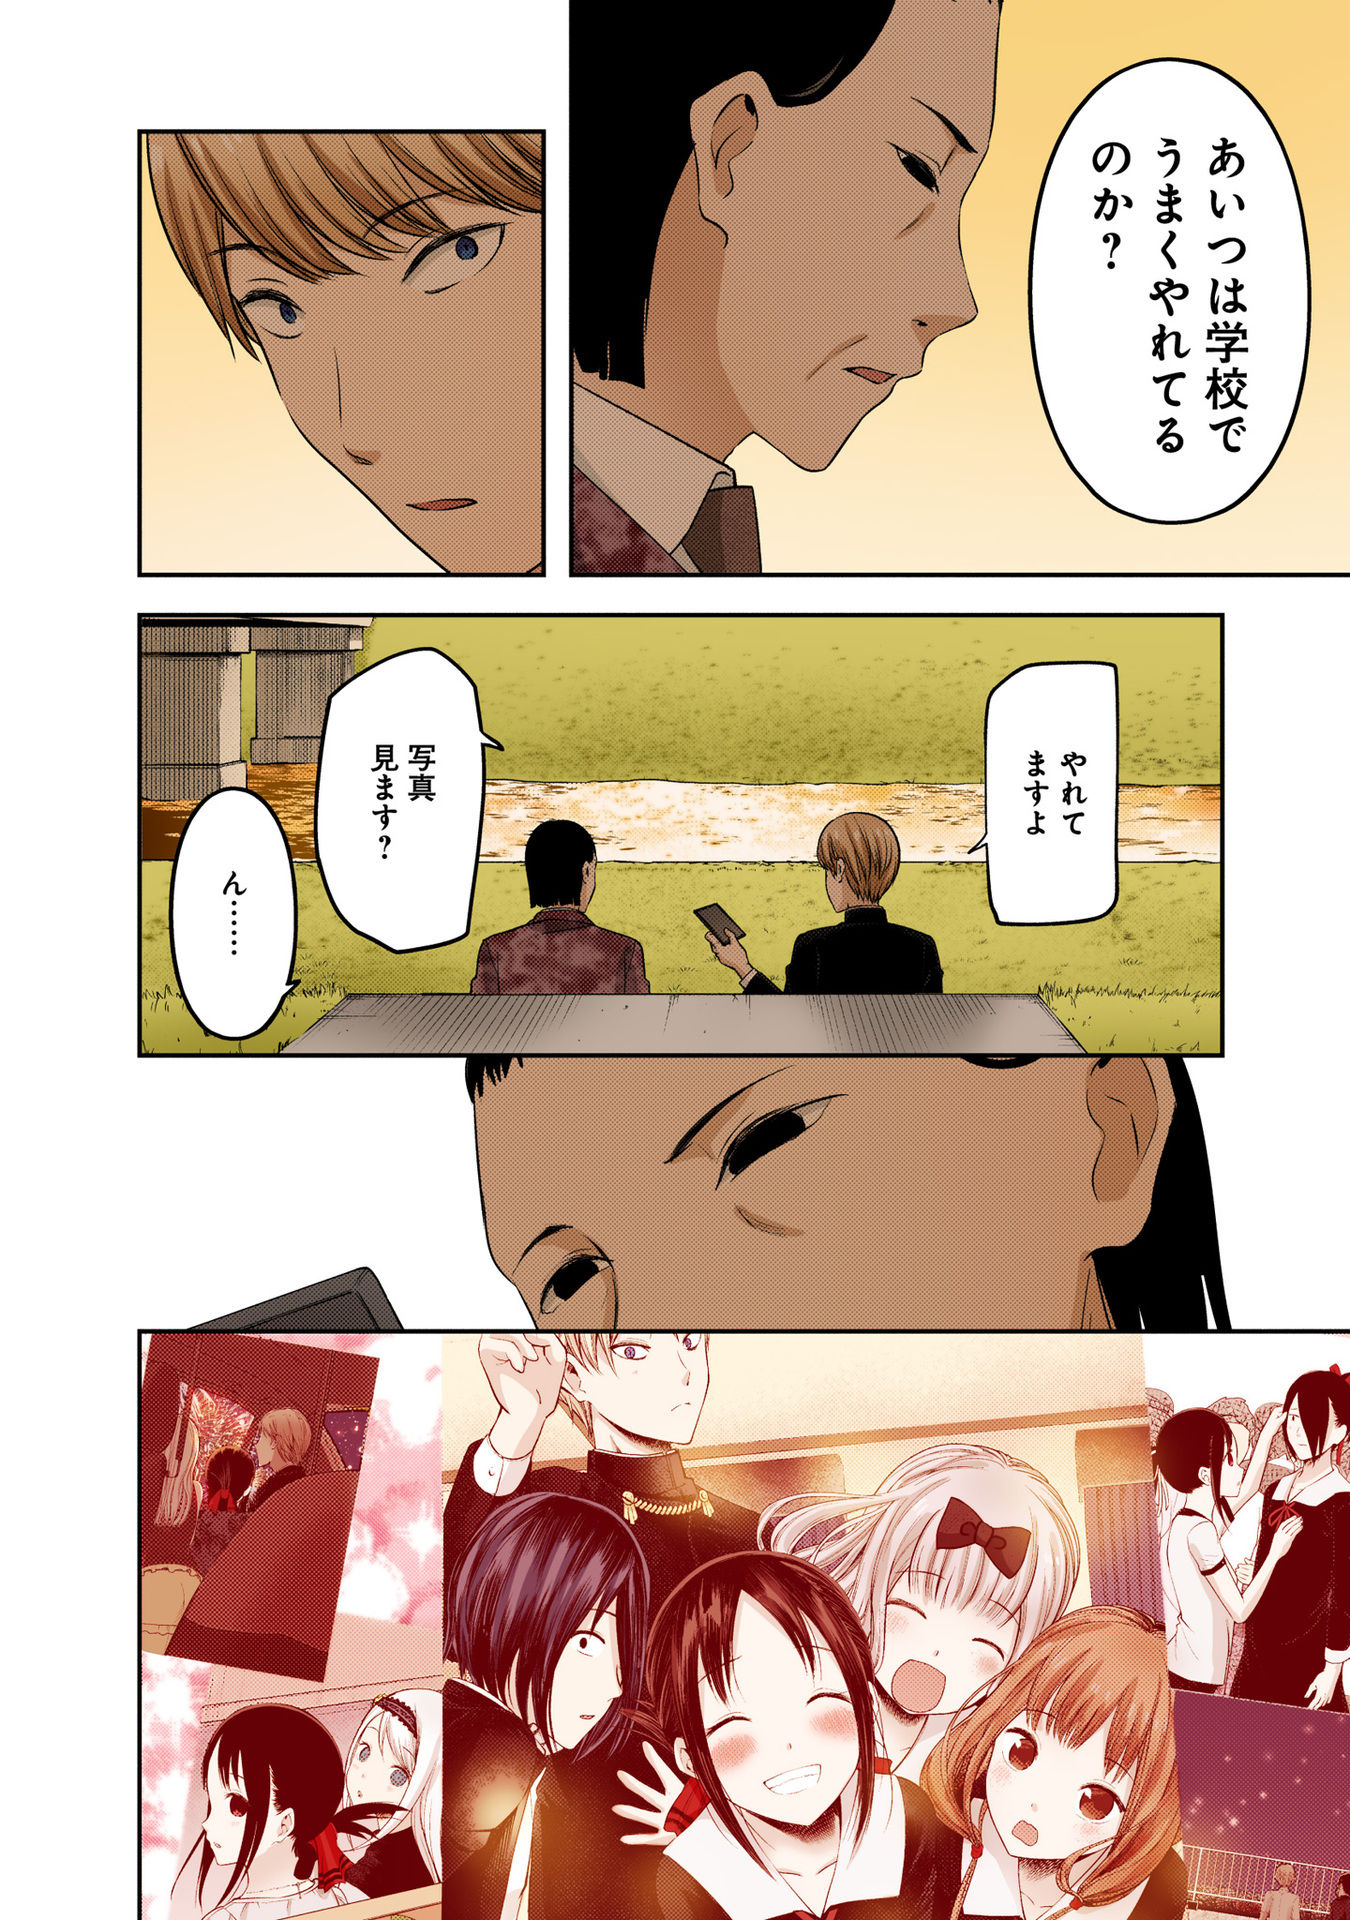 あいつは学校で
うまくやれてる
のか?
やれて
ますよ
写真
見ます?
ん……